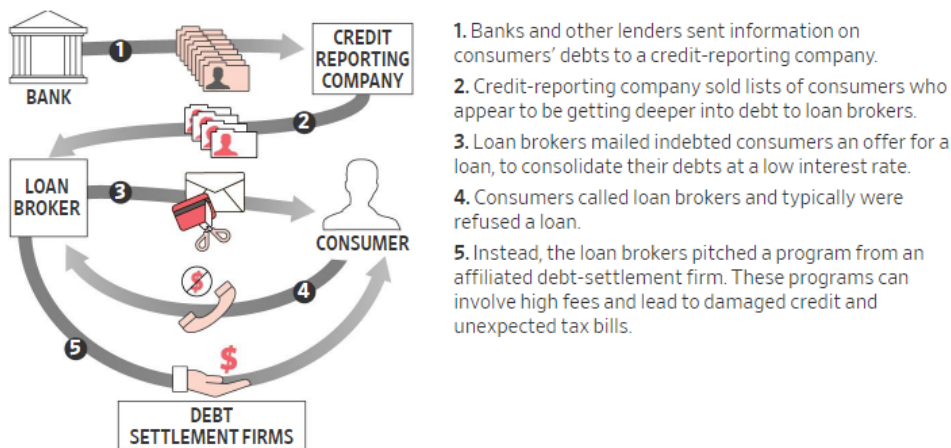 BANK
1
CREDIT
REPORTING
COMPANY
2
LOAN
BROKER
3
CONSUMER
$
4
5
$
DEBT
SETTLEMENT FIRMS
1. Banks and other lenders sent information on
consumers’ debts to a credit-reporting company.
2. Credit-reporting company sold lists of consumers who
appear to be getting deeper into debt to loan brokers.
3. Loan brokers mailed indebted consumers an offer for a
loan, to consolidate their debts at a low interest rate.
4. Consumers called loan brokers and typically were
refused a loan.
5. Instead, the loan brokers pitched a program from an
affiliated debt-settlement firm. These programs can
involve high fees and lead to damaged credit and
unexpected tax bills.